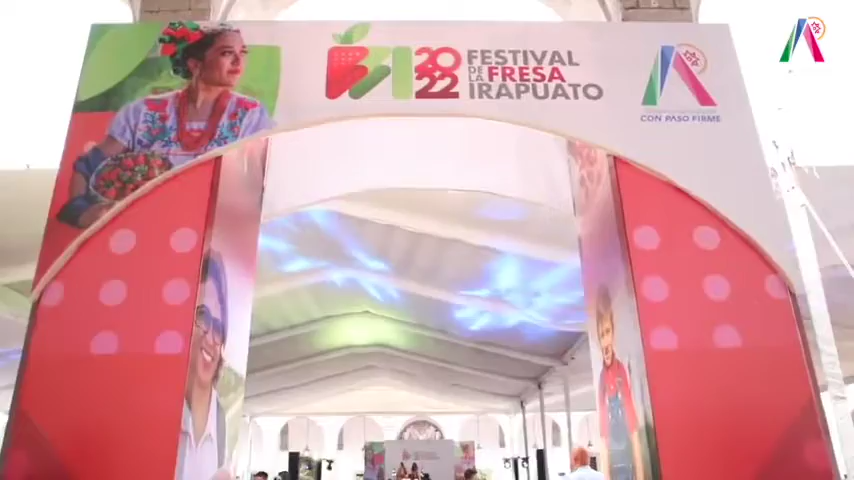 2022
FESTIVAL
DE LA FRESA
IRAPUATO
CON PASO FIRME